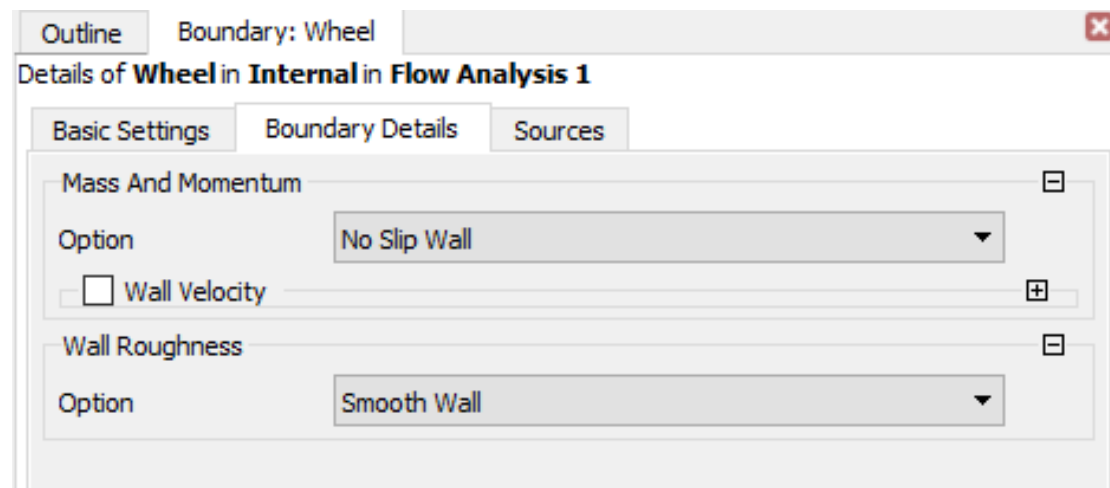 Outline Boundary: Wheel
Details of Wheel in Internal in Flow Analysis 1
Basic Settings Boundary Details Sources
Mass And Momentum
Option No Slip Wall
Wall Velocity
Wall Roughness
Option Smooth Wall